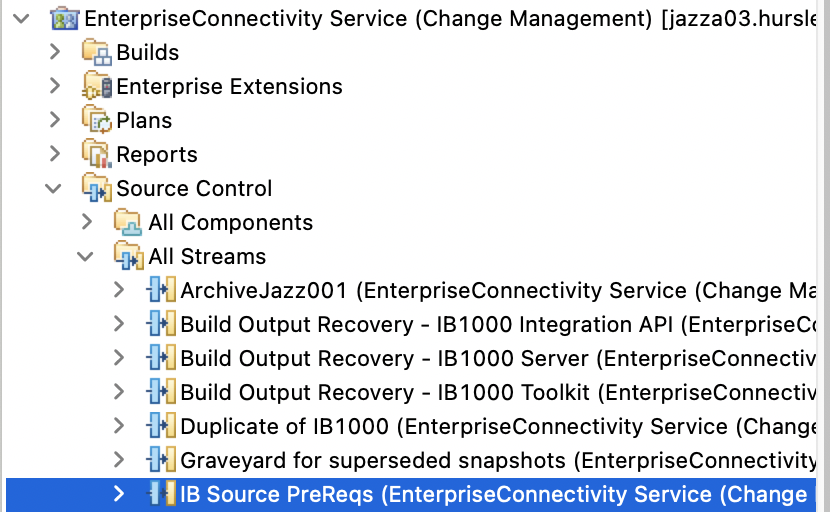 EnterpriseConnectivity Service (Change Management) [jazza03.hursle
Builds
Enterprise Extensions
Plans
Reports
Source Control
All Components
All Streams
ArchiveJazz001 (EnterpriseConnectivity Service (Change Ma
Build Output Recovery - IB1000 Integration API (EnterpriseCo
Build Output Recovery - IB1000 Server (EnterpriseConnectiv
Build Output Recovery - IB1000 Toolkit (EnterpriseConnectiv
Duplicate of IB1000 (EnterpriseConnectivity Service (Change
Graveyard for superseded snapshots (EnterpriseConnectivity
IB Source PreReqs (EnterpriseConnectivity Service (Change